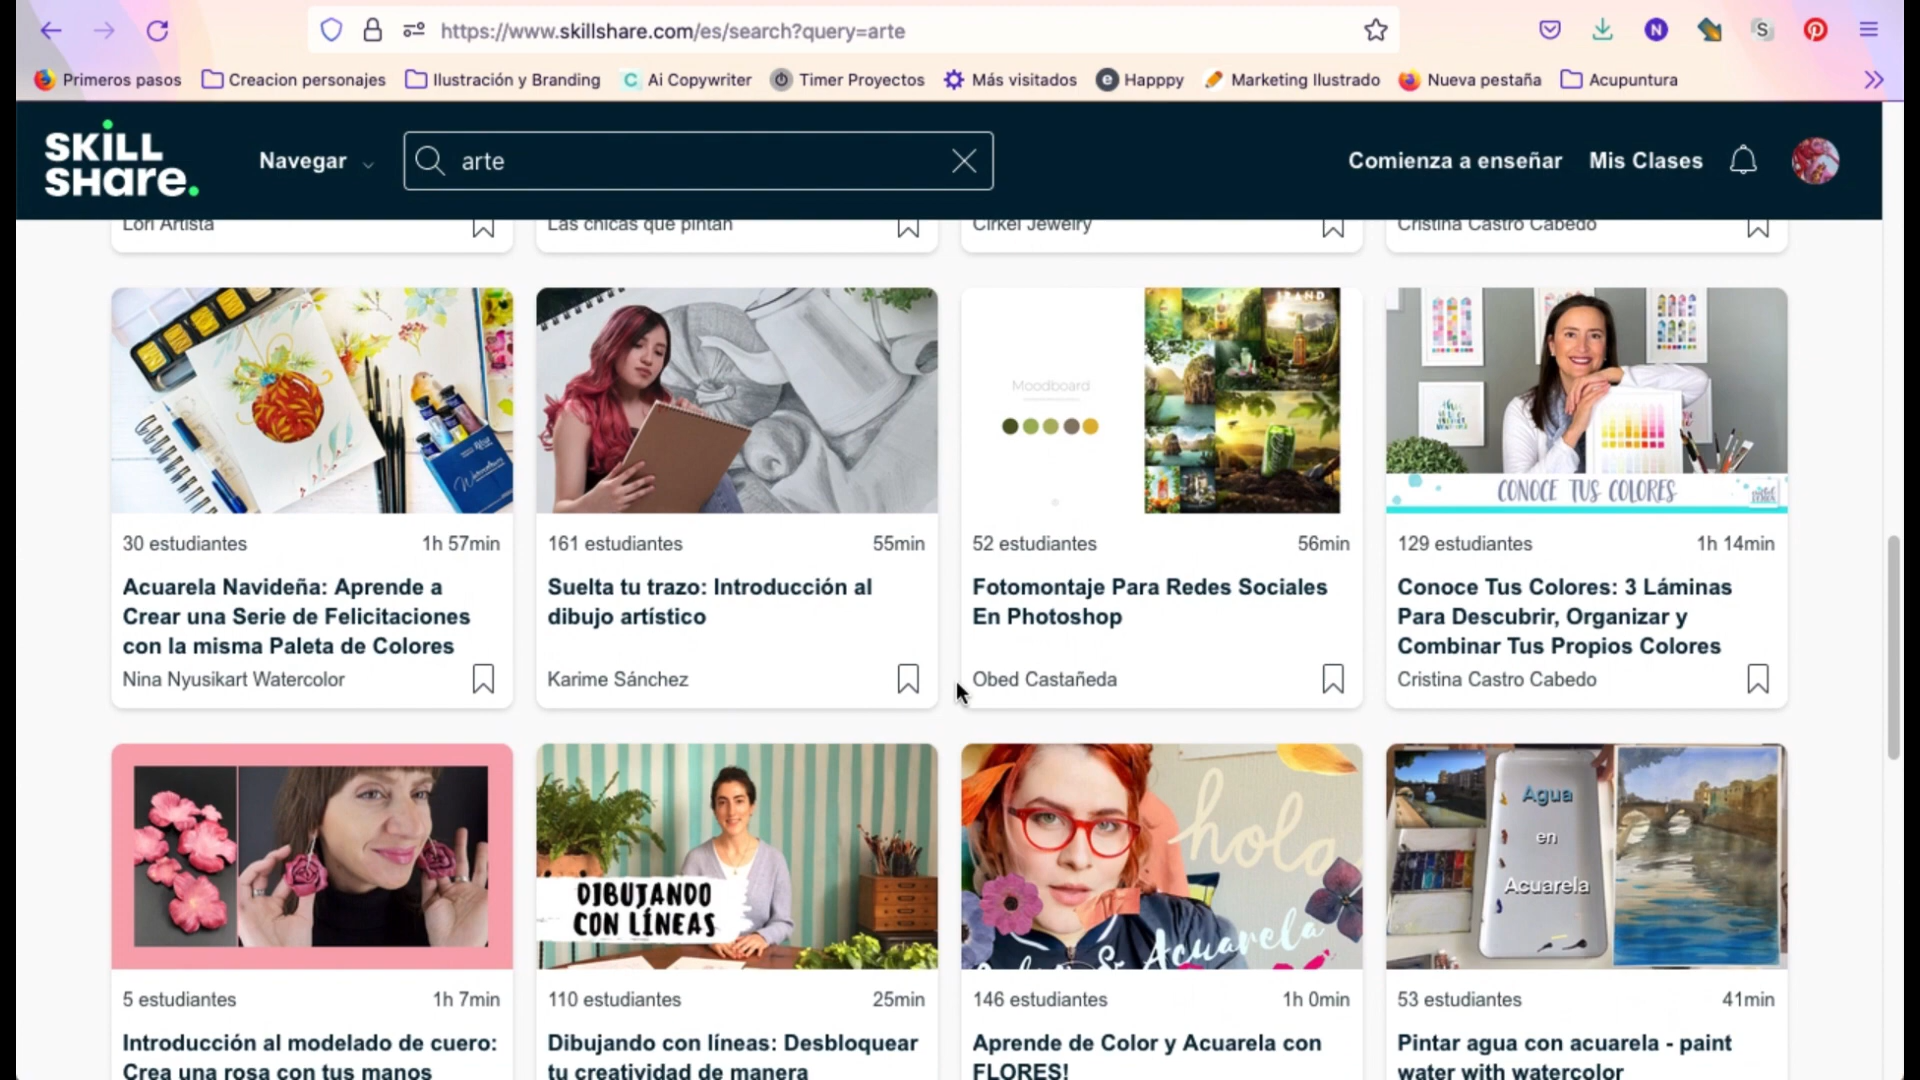 https://www.skillshare.com/es/search?query=arte
N
S
Primeros pasos
Creacion personajes
Ilustración y Branding
C
Ai Copywriter
Timer Proyectos
Más visitados
e
Happpy
Marketing Ilustrado
Nueva pestaña
Acupuntura
SKiLL
SHare.
Navegar
arte
Comienza a enseñar
Mis Clases
Lori Artista
Las chicas que pintan
Cirkel Jewelry
Cristina Castro Cabedo
Moodboard
BRAND
CONOCE TUS COLORES
30 estudiantes
1h 57min
161 estudiantes
55min
52 estudiantes
56min
129 estudiantes
1h 14min
Acuarela Navideña: Aprende a
Crear una Serie de Felicitaciones
con la misma Paleta de Colores
Suelta tu trazo: Introducción al
dibujo artístico
Fotomontaje Para Redes Sociales
En Photoshop
Conoce Tus Colores: 3 Láminas
Para Descubrir, Organizar y
Combinar Tus Propios Colores
Nina Nyusikart Watercolor
Karime Sánchez
Obed Castañeda
Cristina Castro Cabedo
DIBUJANDO
CON LÍNEAS
hola
Color & Acuarela
Agua
en
Acuarela
5 estudiantes
1h 7min
110 estudiantes
25min
146 estudiantes
1h 0min
53 estudiantes
41min
Introducción al modelado de cuero:
Crea una rosa con tus manos
Dibujando con líneas: Desbloquear
tu creatividad de manera
Aprende de Color y Acuarela con
FLORES!
Pintar agua con acuarela - paint
water with watercolor